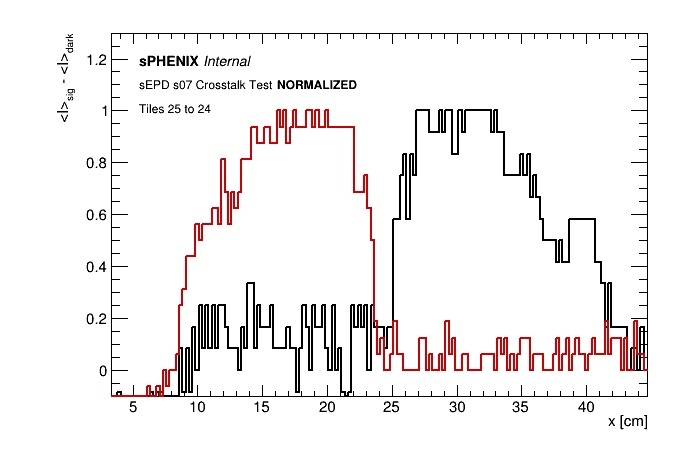 <I>sig - <I>dark
sPHENIX Internal
sEPD s07 Crosstalk Test NORMALIZED
Tiles 25 to 24
1.2
1
0.8
0.6
0.4
0.2
0
5 10 15 20 25 30 35 40
x [cm]